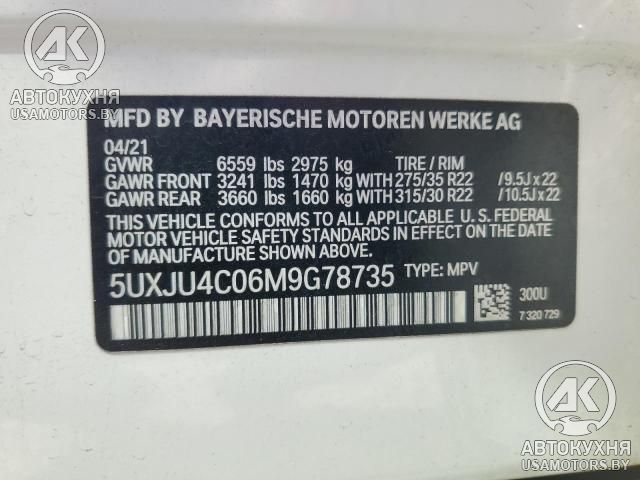 АК
АВТОКУХНЯ
USAMOTORS.BY
MFD BY BAYERISCHE MOTOREN WERKE AG
04/21
GVWR 6559 lbs 2975 kg TIRE / RIM
GAWR FRONT 3241 lbs 1470 kg WITH 275/35 R22 /9.5Jx22
GAWR REAR 3660 lbs 1660 kg WITH 315/30 R22 /10.5Jx22
THIS VEHICLE CONFORMS TO ALL APPLICABLE U. S. FEDERAL
MOTOR VEHICLE SAFETY STANDARDS IN EFFECT ON THE DATE
OF MANUFACTURE SHOWN ABOVE.
5UXJU4C06M9G78735 TYPE: MPV
300U
7 320 729
АК
АВТОКУХНЯ
USAMOTORS.BY